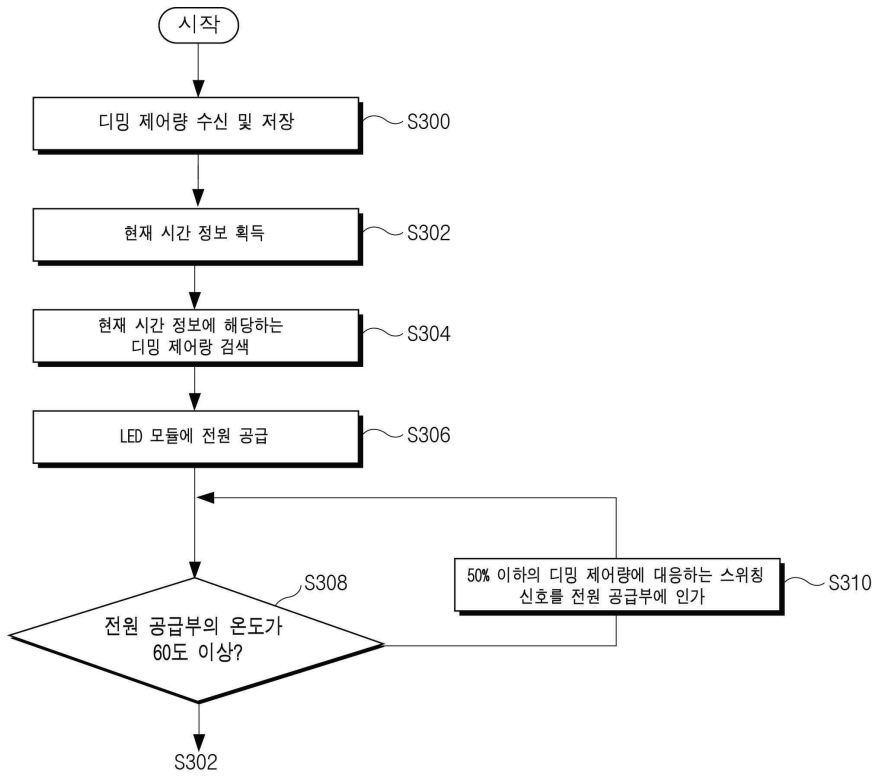 시작
디밍 제어량 수신 및 저장
S300
현재 시간 정보 획득
S302
현재 시간 정보에 해당하는
디밍 제어랑 검색
S304
LED 모듈에 전원 공급
S306
S308
전원 공급부의 온도가
60도 이상?
50% 이하의 디밍 제어량에 대응하는 스위칭
신호를 전원 공급부에 인가
S310
S302